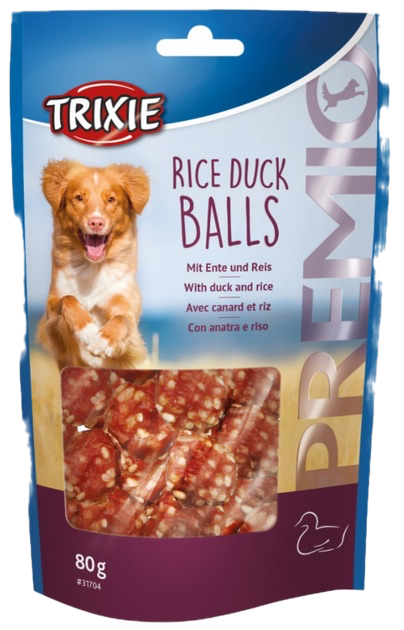 TRIXIE
RICE DUCK
BALLS
Mit Ente und Reis
With duck and rice
Avec canard et riz
Con anatra e riso
PREMIO
80g
#31704